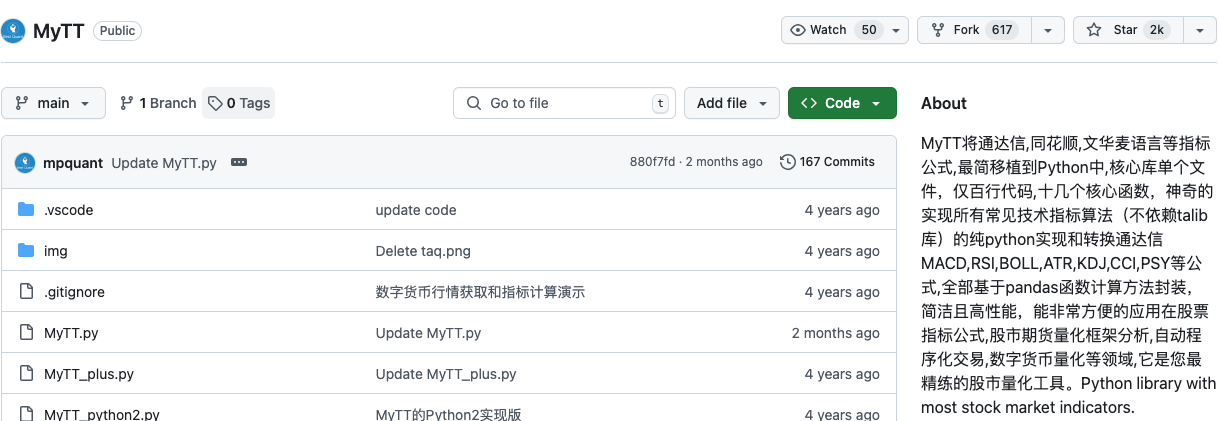 MyTT Public
Watch 50
Fork 617
Star 2k
main
1 Branch
0 Tags
Go to file t
Add file
Code
mpquant Update MyTT.py
880f7fd · 2 months ago
167 Commits
.vscode update code 4 years ago
img Delete taq.png 4 years ago
.gitignore 数字货币行情获取和指标计算演示 4 years ago
MyTT.py Update MyTT.py 2 months ago
MyTT_plus.py Update MyTT_plus.py 4 years ago
MyTT_python2.py MyTT的Python2实现版 4 years ago
About
MyTT将通达信,同花顺,文华麦语言等指标
公式,最简移植到Python中,核心库单个文
件，仅百行代码,十几个核心函数，神奇的
实现所有常见技术指标算法（不依赖talib
库）的纯python实现和转换通达信
MACD,RSI,BOLL,ATR,KDJ,CCI,PSY等公
式,全部基于pandas函数计算方法封装，
简洁且高性能，能非常方便的应用在股票
指标公式,股市期货量化框架分析,自动程
序化交易,数字货币量化等领域,它是您最
精练的股市量化工具。Python library with
most stock market indicators.